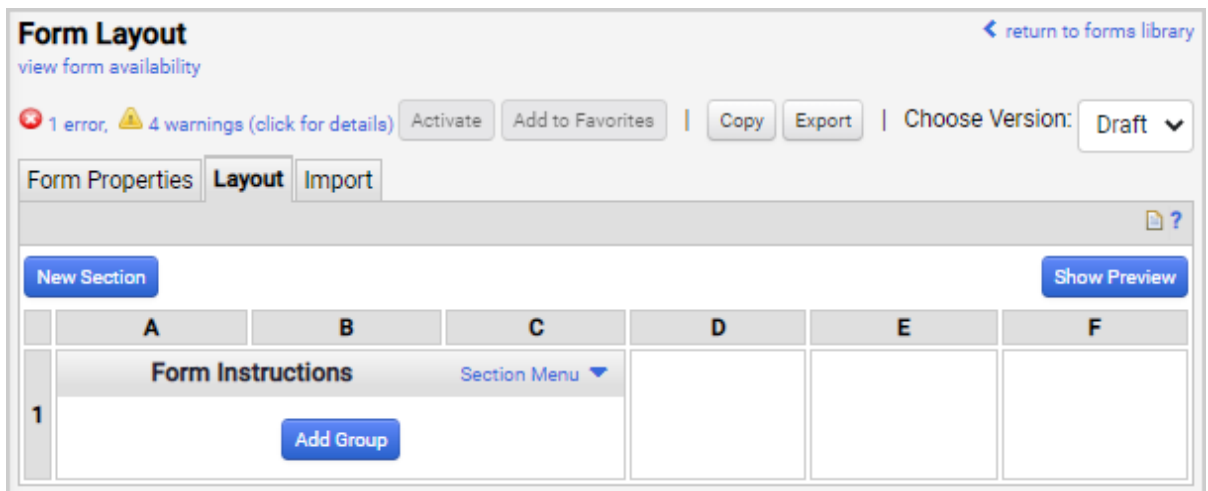 Form Layout
return to forms library
view form availability
1 error, 4 warnings (click for details) Activate Add to Favorites | Copy Export | Choose Version: Draft
Form Properties Layout Import
?
New Section Show Preview
A B C D E F
Form Instructions Section Menu
1
Add Group